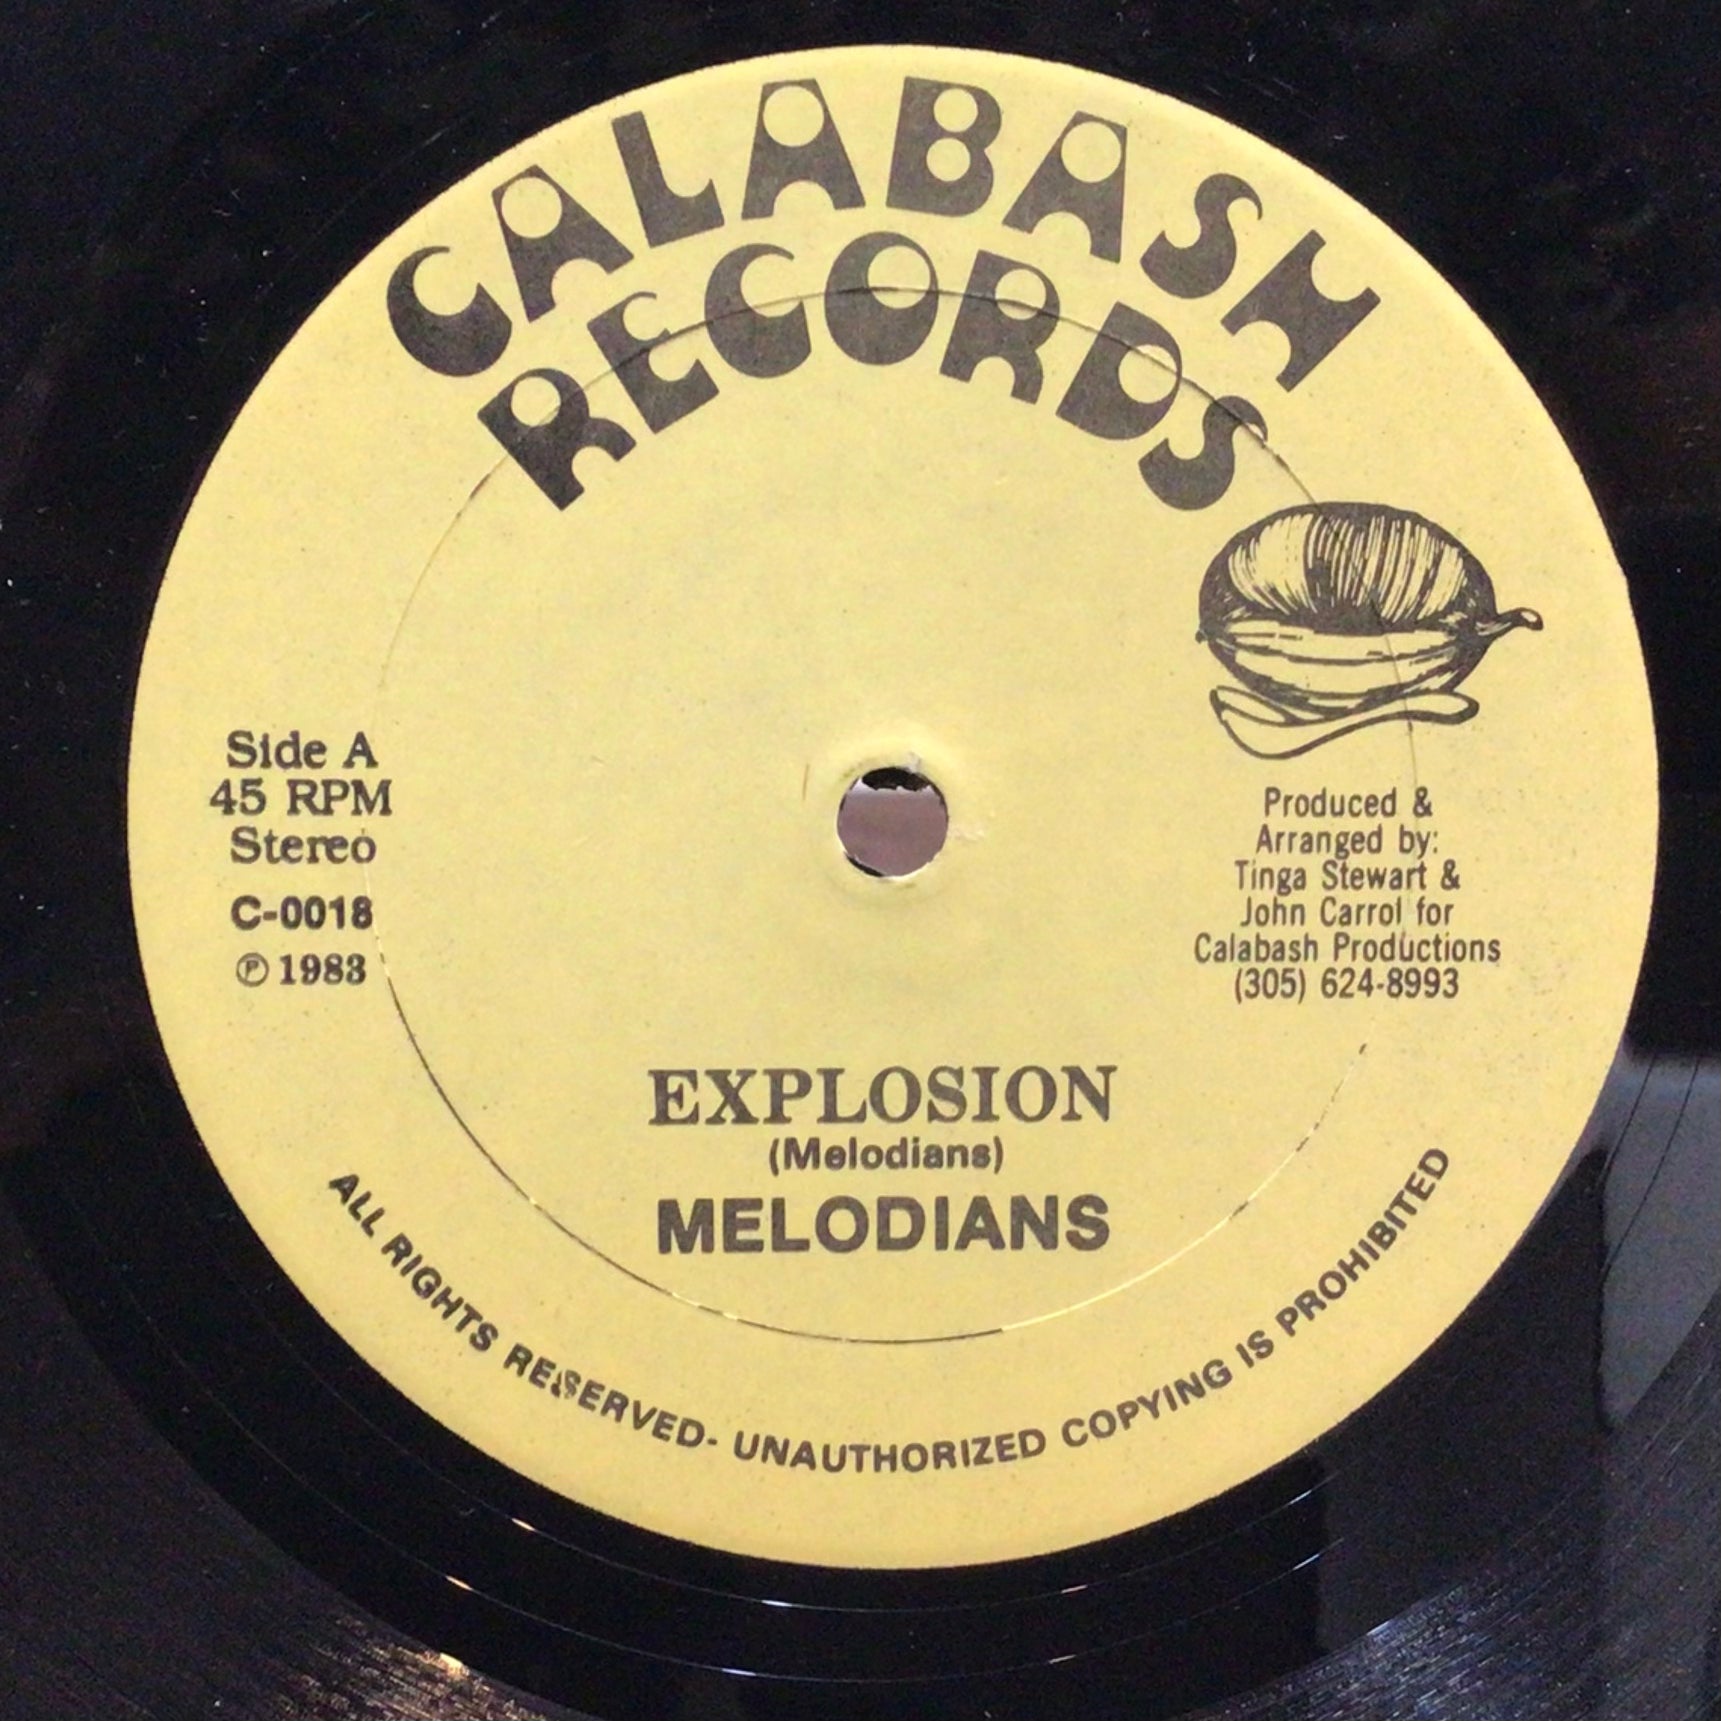 CALABASH
RECORDS
Side A
45 RPM
Stereo
C-0018
℗ 1983
Produced &
Arranged by:
Tinga Stewart &
John Carrol for
Calabash Productions
(305) 624-8993
EXPLOSION
(Melodians)
MELODIANS
ALL RIGHTS RESERVED- UNAUTHORIZED COPYING IS PROHIBITED